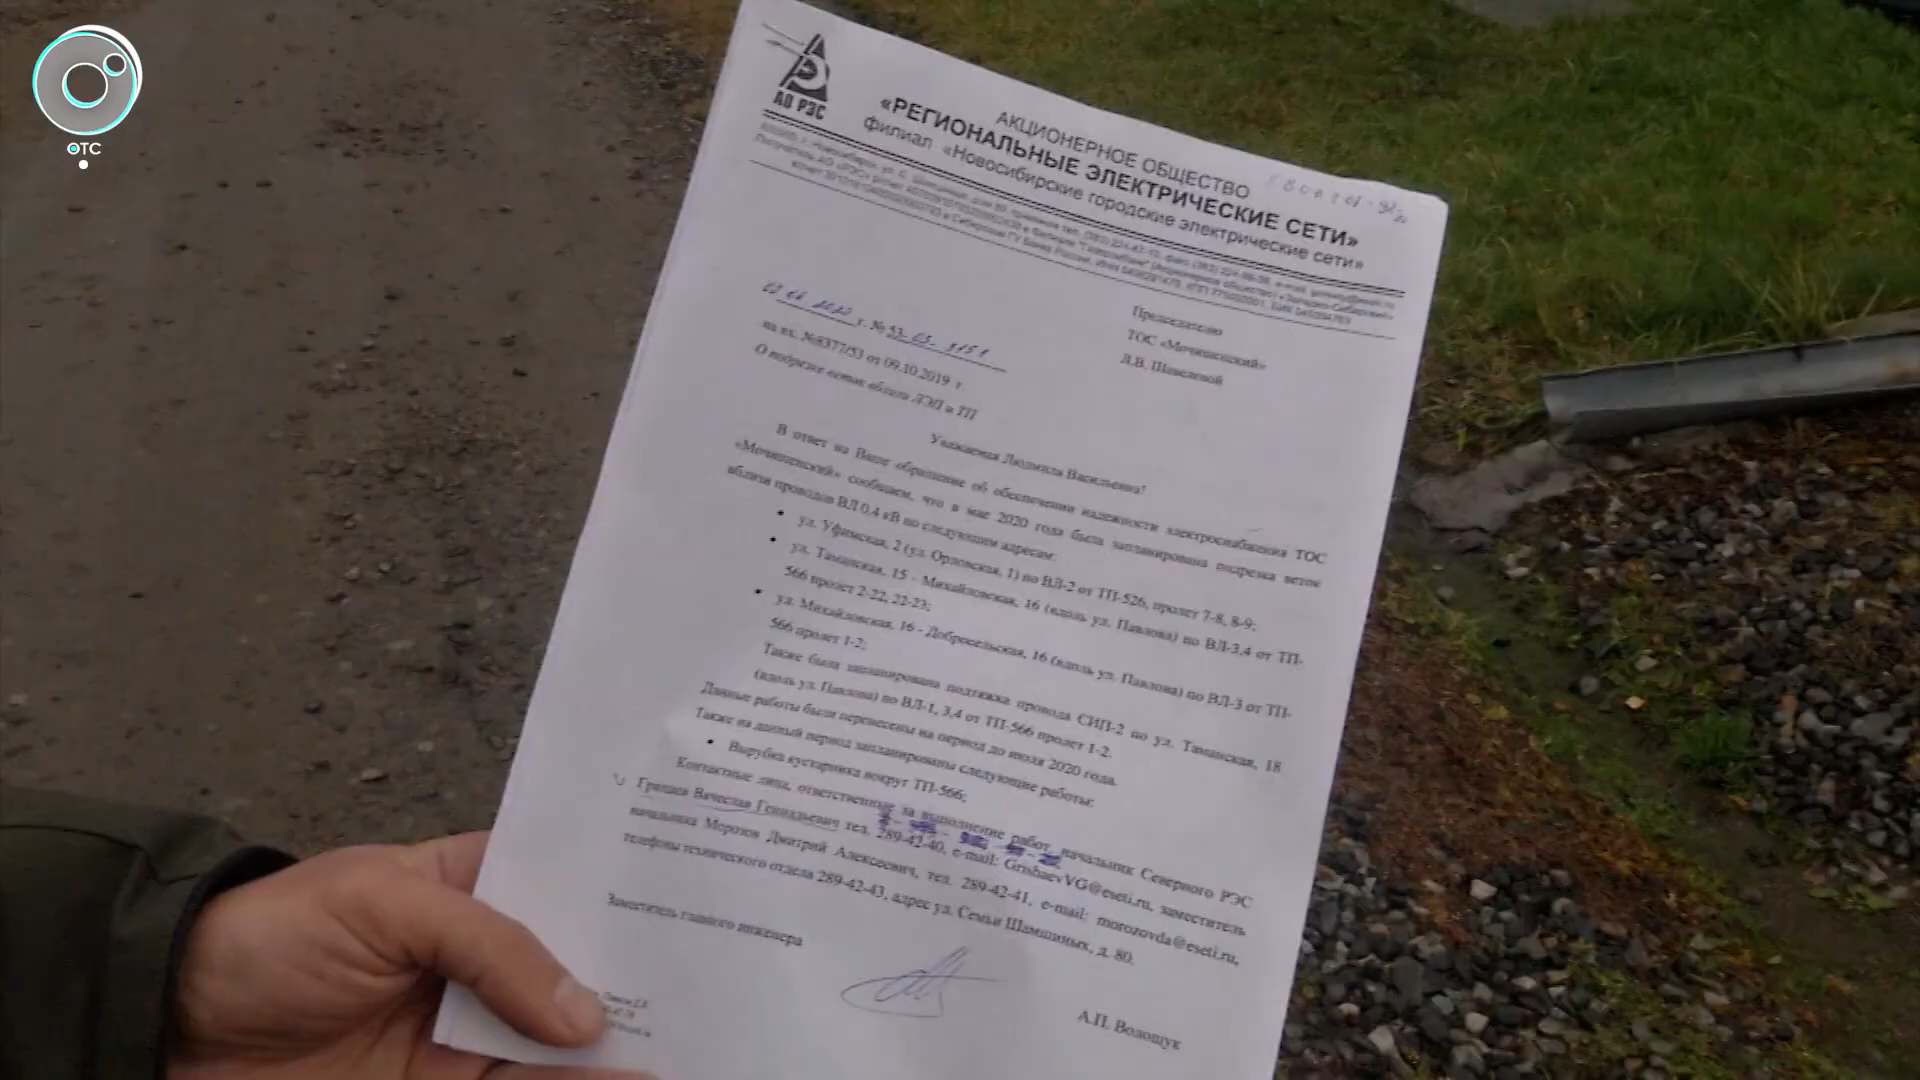 ОТС
АО РЭС
АКЦИОНЕРНОЕ ОБЩЕСТВО
«РЕГИОНАЛЬНЫЕ ЭЛЕКТРИЧЕСКИЕ СЕТИ»
филиал «Новосибирские городские электрические сети»
г. № 53-
на вх. №8377/53 от 09.10.2019 г.
О подрезке веток вблизи ЛЭП и ТП
Председателю
ТОС «Мочищенский»
Л.В. Шавелевой
Уважаемая Людмила Васильевна!
В ответ на Ваше обращение об обеспечении надежности электроснабжения ТОС
«Мочищенский» сообщаем, что в мае 2020 года была запланирована подрезка веток
вблизи проводов ВЛ 0,4 кВ по следующим адресам:
• ул. Уфимская, 2 (ул. Орловская, 1) по ВЛ-2 от ТП-526, пролет 7-8, 8-9;
• ул. Таманская, 15 - Михайловская, 16 (вдоль ул. Павлова) по ВЛ-3,4 от ТП-
566 пролет 2-22, 22-23;
• ул. Михайловская, 16 - Добросельская, 16 (вдоль ул. Павлова) по ВЛ-3 от ТП-
566 пролет 1-2;
Также была запланирована подтяжка провода СИП-2 по ул. Таманская, 18
(вдоль ул. Павлова) по ВЛ-1, 3,4 от ТП-566 пролет 1-2.
Данные работы были перенесены на период до июля 2020 года.
Также на данный период запланированы следующие работы:
• Вырубка кустарника вокруг ТП-566;
Контактные лица, ответственные за выполнение работ, начальник Северного РЭС
Гришаев Вячеслав Геннадьевич тел. 289-42-40, e-mail: GrishaevVG@eseti.ru, заместитель
начальника Морозов Дмитрий Алексеевич, тел. 289-42-41, e-mail: morozovda@eseti.ru,
телефоны технического отдела 289-42-43, адрес ул. Семьи Шамшиных, д. 80.
Заместитель главного инженера
А.П. Волощук